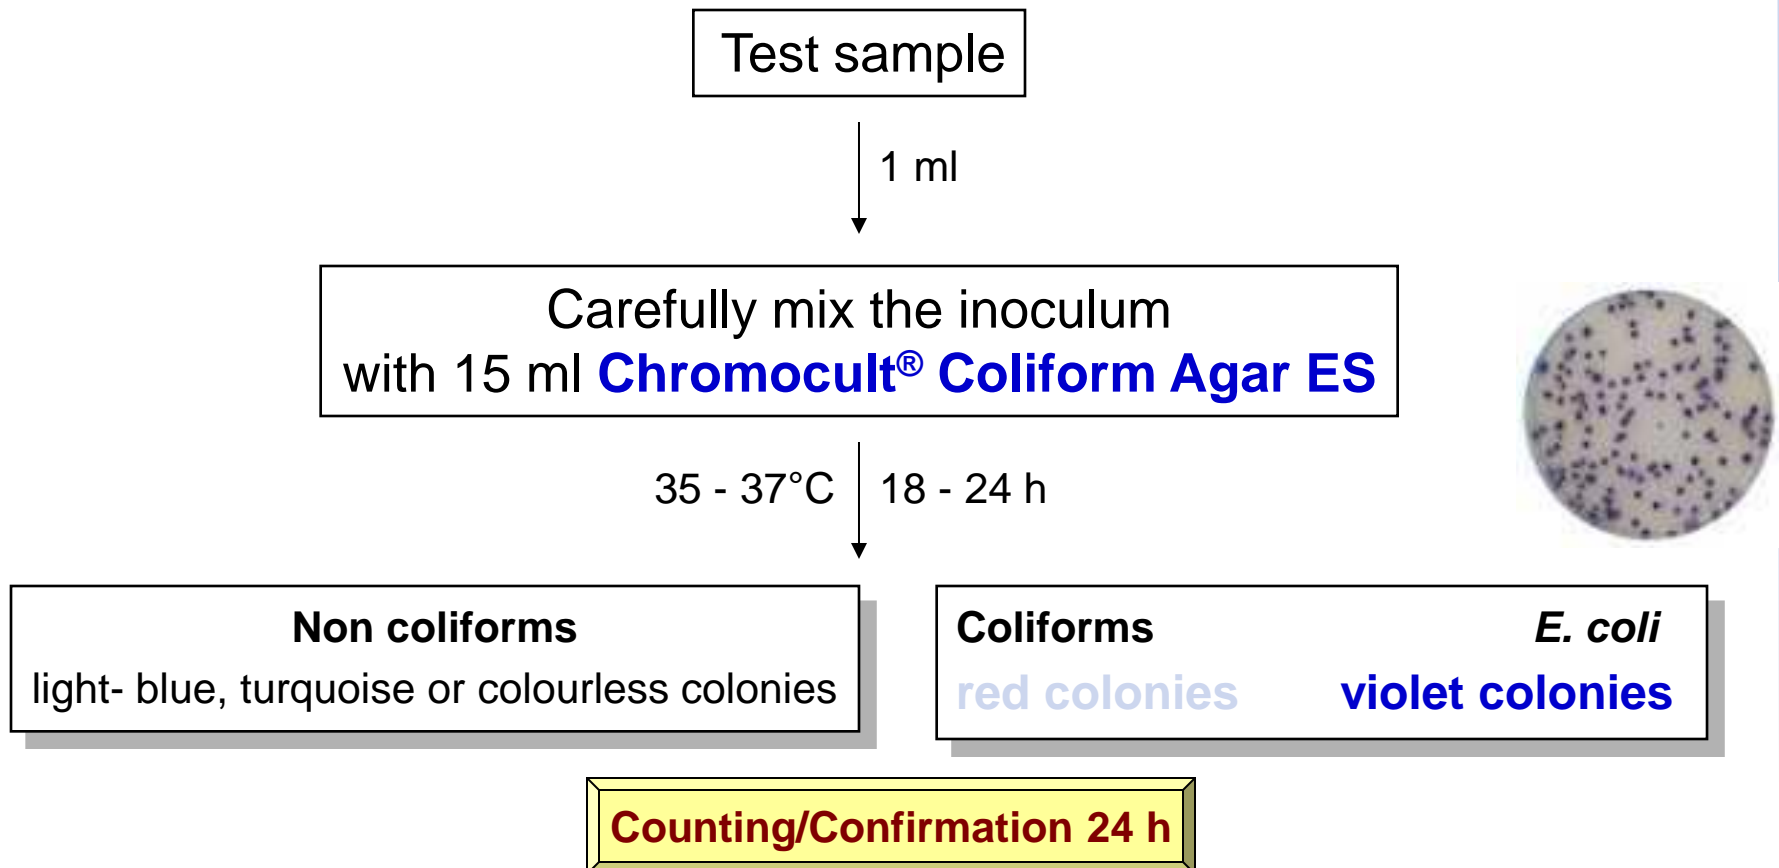 Test sample
1 ml
Carefully mix the inoculum
with 15 ml Chromocult® Coliform Agar ES
35 - 37°C 18 - 24 h
Non coliforms
light- blue, turquoise or colourless colonies
Coliforms E. coli
red colonies violet colonies
Counting/Confirmation 24 h